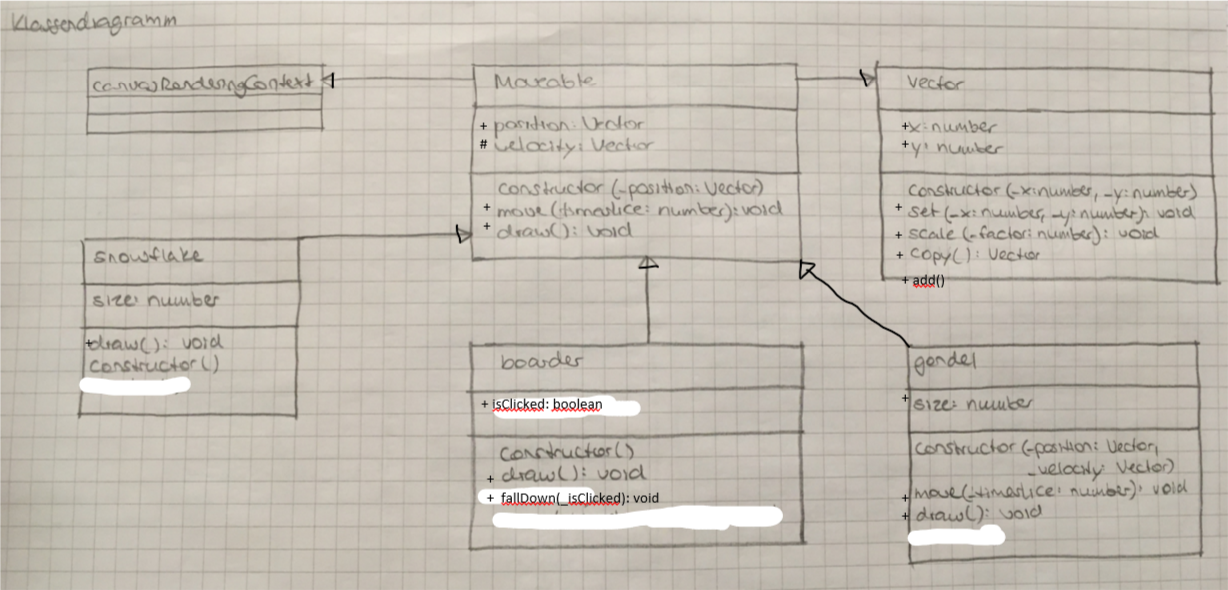 Klassendiagramm
canvasRenderingContext
Moveable
+ position: Vector
# velocity: Vector
constructor(_position: Vector)
+ move(_timeslice: number): void
+ draw(): void
Vector
+x: number
+y: number
constructor(_x: number, _y: number)
+ set(_x: number, _y: number): void
+ scale(_factor: number): void
+ copy(): Vector
+ add()
snowflake
size: number
+draw(): void
constructor()
boarder
+ isClicked: boolean
constructor()
+ draw(): void
+ fallDown(_isClicked): void
gondel
+ size: number
constructor(_position: Vector,
_velocity: Vector)
+ move(_timeslice: number): void
+ draw(): void